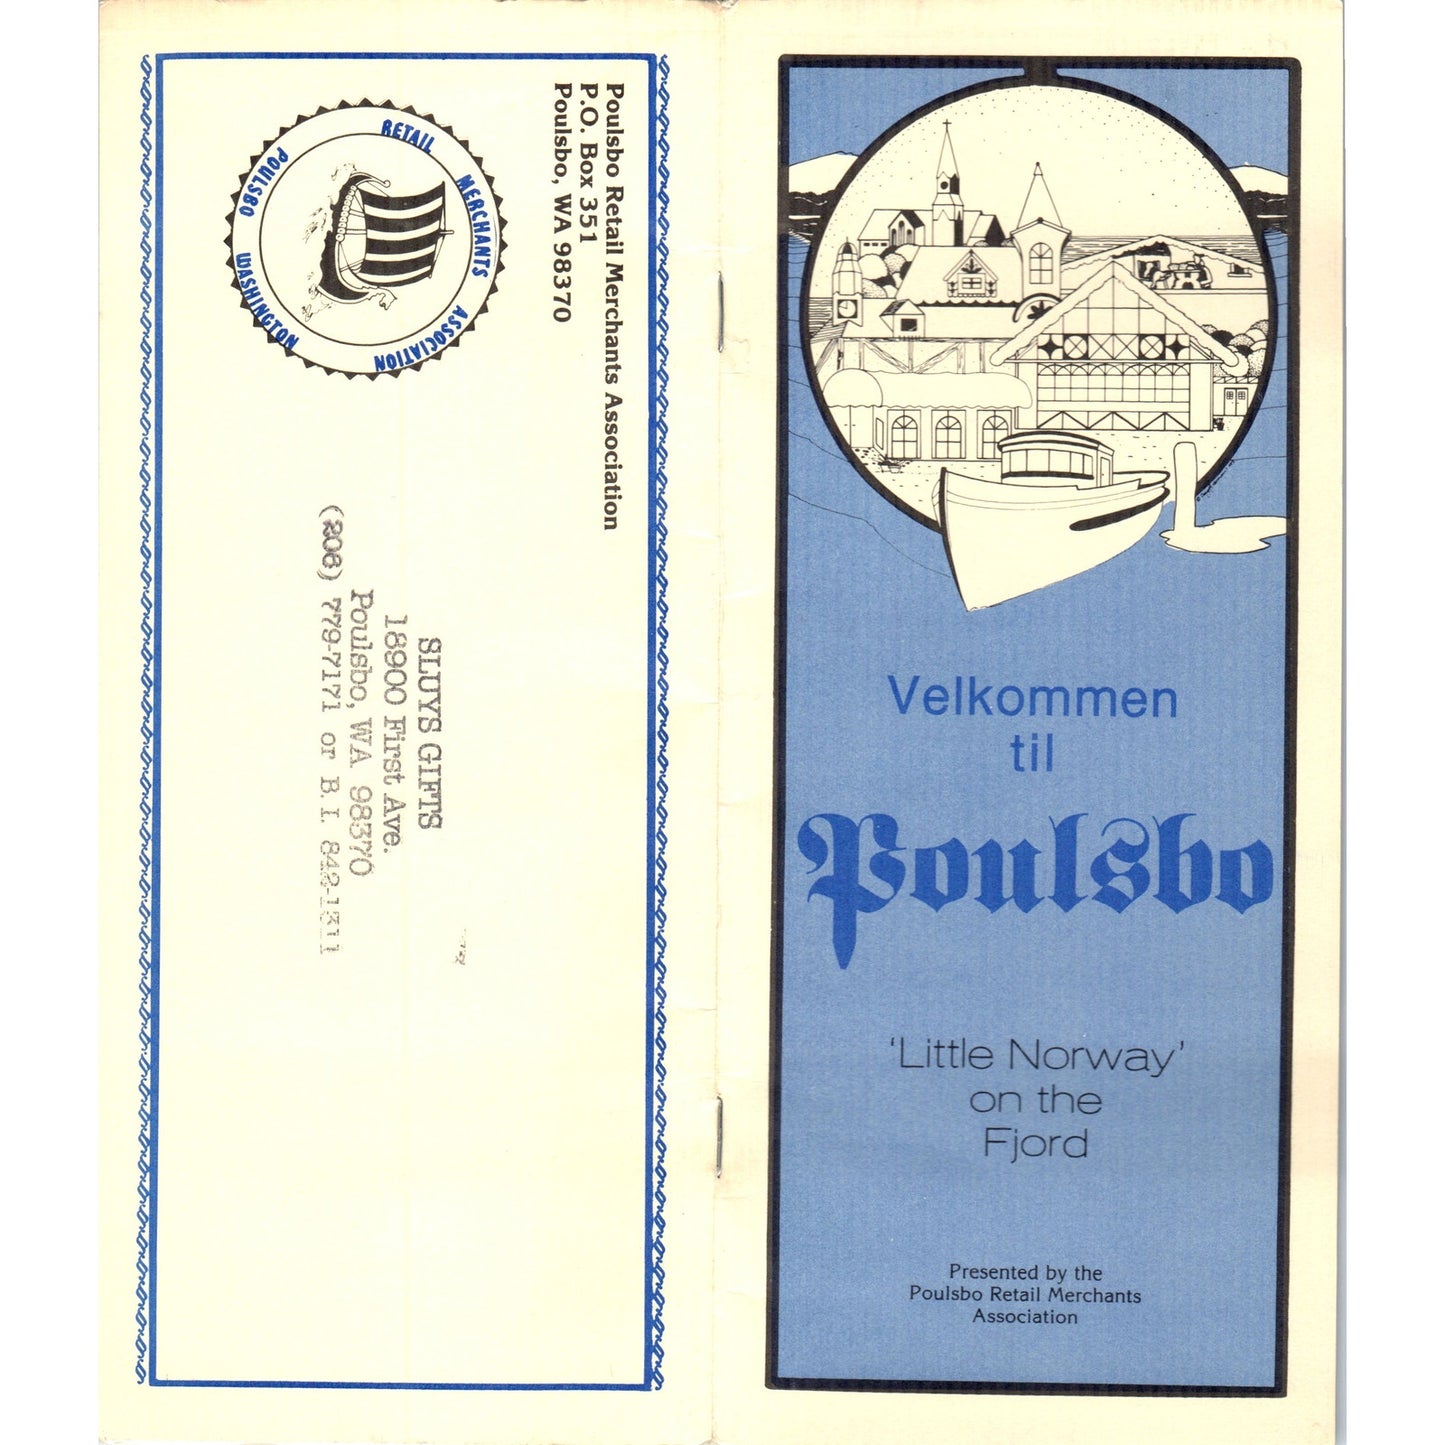 Poulsbo Retail Merchants Association
P.O. Box 351
Poulsbo, WA 98370
POULSBO RETAIL MERCHANTS ASSOCIATION WASHINGTON
SLUYS GIFTS
18900 First Ave.
Poulsbo, WA 98370
(206) 779-7171 or B.I. 842-1311
Velkommen
til
Poulsbo
‘Little Norway’
on the
Fjord
Presented by the
Poulsbo Retail Merchants
Association